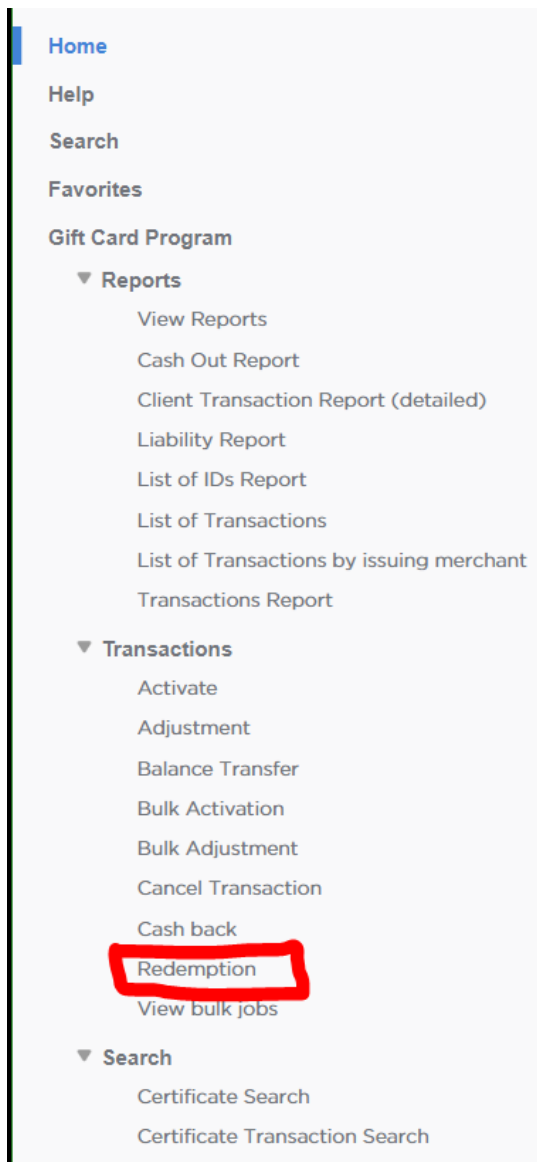 Home
Help
Search
Favorites
Gift Card Program
Reports
View Reports
Cash Out Report
Client Transaction Report (detailed)
Liability Report
List of IDs Report
List of Transactions
List of Transactions by issuing merchant
Transactions Report
Transactions
Activate
Adjustment
Balance Transfer
Bulk Activation
Bulk Adjustment
Cancel Transaction
Cash back
Redemption
View bulk jobs
Search
Certificate Search
Certificate Transaction Search